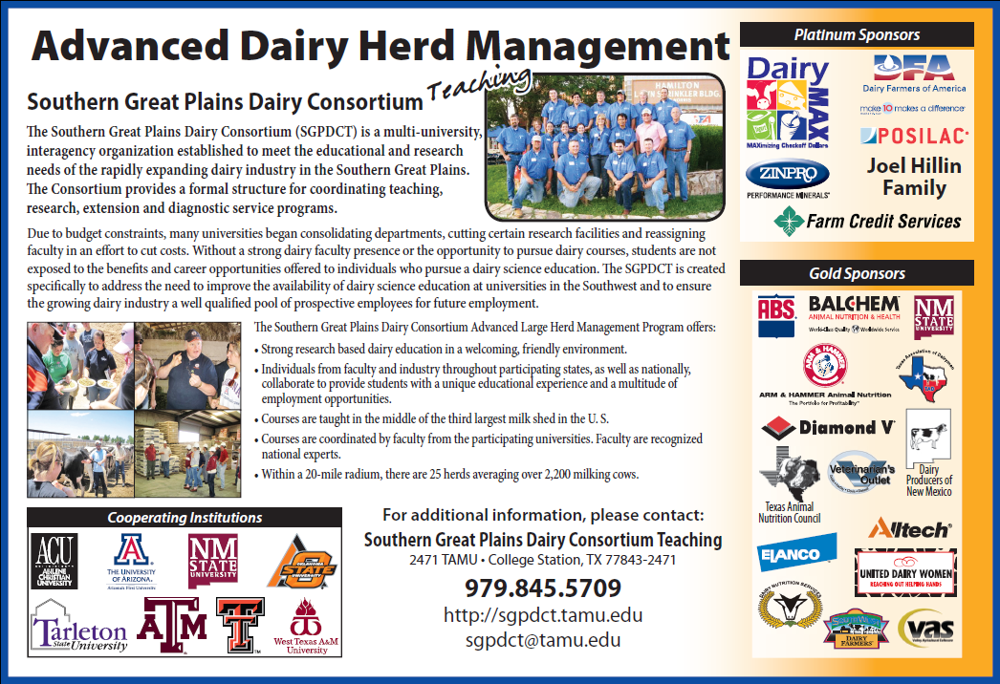 Advanced Dairy Herd Management
Southern Great Plains Dairy Consortium Teaching
The Southern Great Plains Dairy Consortium (SGPDCT) is a multi-university,
interagency organization established to meet the educational and research
needs of the rapidly expanding dairy industry in the Southern Great Plains.
The Consortium provides a formal structure for coordinating teaching,
research, extension and diagnostic service programs.
HAMILTON
BLDG.
Due to budget constraints, many universities began consolidating departments, cutting certain research facilities and reassigning
faculty in an effort to cut costs. Without a strong dairy faculty presence or the opportunity to pursue dairy courses, students are not
exposed to the benefits and career opportunities offered to individuals who pursue a dairy science education. The SGPDCT is created
specifically to address the need to improve the availability of dairy science education at universities in the Southwest and to ensure
the growing dairy industry a well qualified pool of prospective employees for future employment.
The Southern Great Plains Dairy Consortium Advanced Large Herd Management Program offers:
• Strong research based dairy education in a welcoming, friendly environment.
• Individuals from faculty and industry throughout participating states, as well as nationally,
collaborate to provide students with a unique educational experience and a multitude of
employment opportunities.
• Courses are taught in the middle of the third largest milk shed in the U. S.
• Courses are coordinated by faculty from the participating universities. Faculty are recognized
national experts.
• Within a 20-mile radium, there are 25 herds averaging over 2,200 milking cows.
Cooperating Institutions
ACU
ABILENE
CHRISTIAN
UNIVERSITY
A
THE UNIVERSITY
OF ARIZONA.
Arizona's First University
NM
STATE
UNIVERSITY
OKLAHOMA
STATE
UNIVERSITY
Tarleton
State University
ATM
TT
West Texas A&M
University
For additional information, please contact:
Southern Great Plains Dairy Consortium Teaching
2471 TAMU • College Station, TX 77843-2471
979.845.5709
http://sgpdct.tamu.edu
sgpdct@tamu.edu
Platinum Sponsors
Dairy
MAX
MAXimizing Checkoff Dollars
DFA
Dairy Farmers of America
make 10 makes a difference
POSILAC
ZINPRO
PERFORMANCE MINERALS
Joel Hillin
Family
Farm Credit Services
Gold Sponsors
ABS
BALCHEM
ANIMAL NUTRITION & HEALTH
World-Class Quality Worldwide Service
NM
STATE
UNIVERSITY
ARM & HAMMER
ARM & HAMMER Animal Nutrition
The Portfolio for Profitability
Texas Association of Dairymen
Diamond V
Texas Animal
Nutrition Council
Veterinarian's
Outlet
Dairy
Producers of
New Mexico
Alltech
ELANCO
UNITED DAIRY WOMEN
REACHING OUT HELPING HANDS
DAIRY NUTRITION SERVICES
SOUTHWEST
DAIRY
FARMERS
vas
Valley Agricultural Software